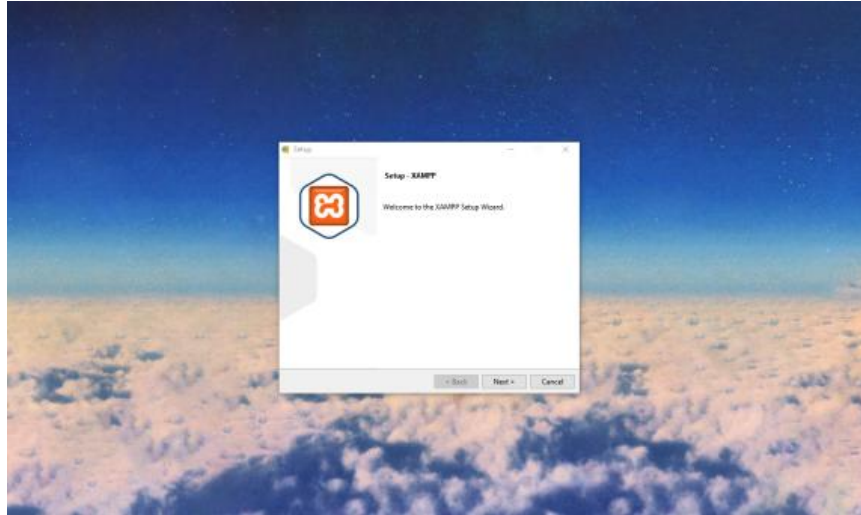 Setup
Setup - XAMPP
Welcome to the XAMPP Setup Wizard.
< Back
Next >
Cancel